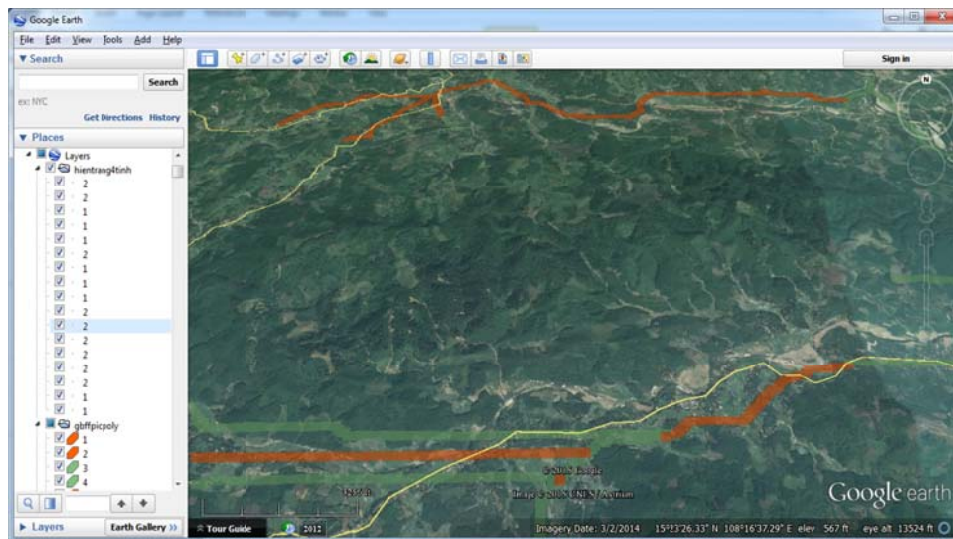 Google Earth
File Edit View Tools Add Help
Search
Search
ex: NYC
Get Directions History
Places
Layers
hientrang4tinh
2
2
1
1
1
2
1
1
1
2
2
2
2
2
2
1
1
gbffpicpoly
1
2
3
4
Layers
Earth Gallery »
Sign in
N
Google
Tour Guide
2012
Google earth
Imagery Date: 3/2/2014 15°13'26.33" N 108°16'37.29" E elev 567 ft eye alt 13524 ft